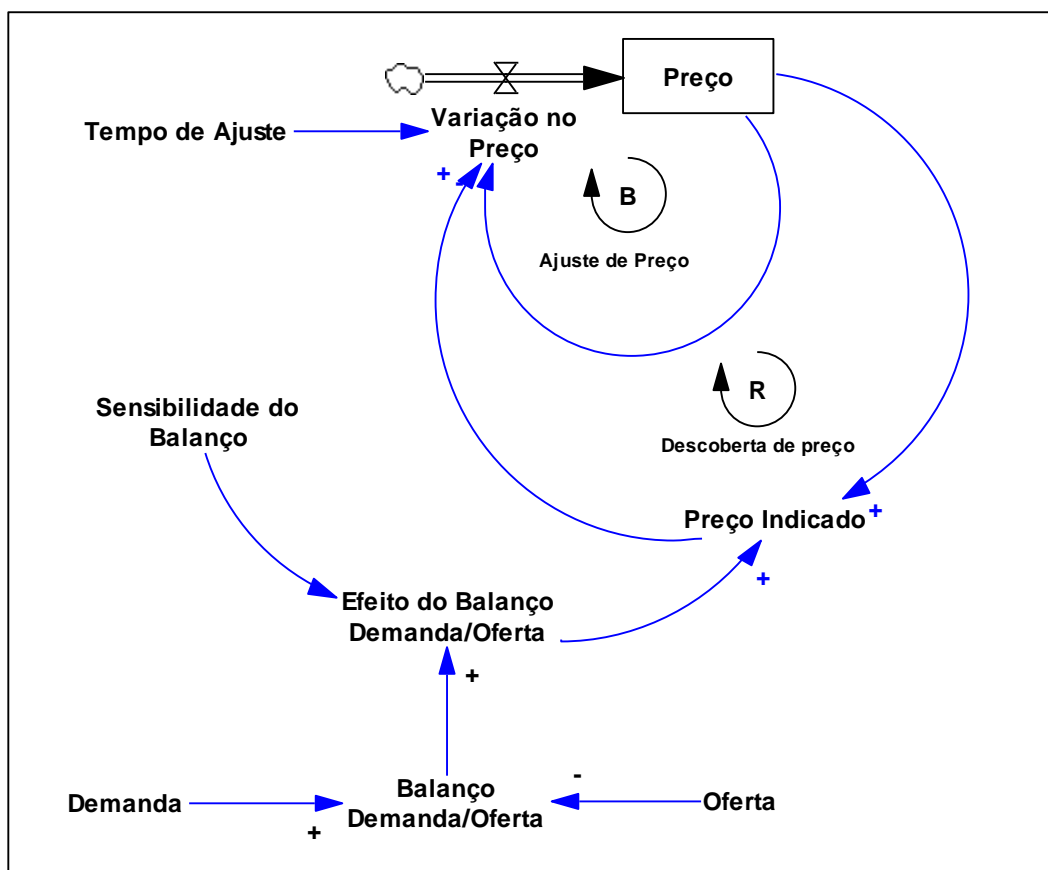 Preço
Tempo de Ajuste
Variação no
Preço
+
-
B
Ajuste de Preço
R
Descoberta de preço
Sensibilidade do
Balanço
Preço Indicado
+
+
Efeito do Balanço
Demanda/Oferta
+
-
Demanda
+
Balanço
Demanda/Oferta
Oferta